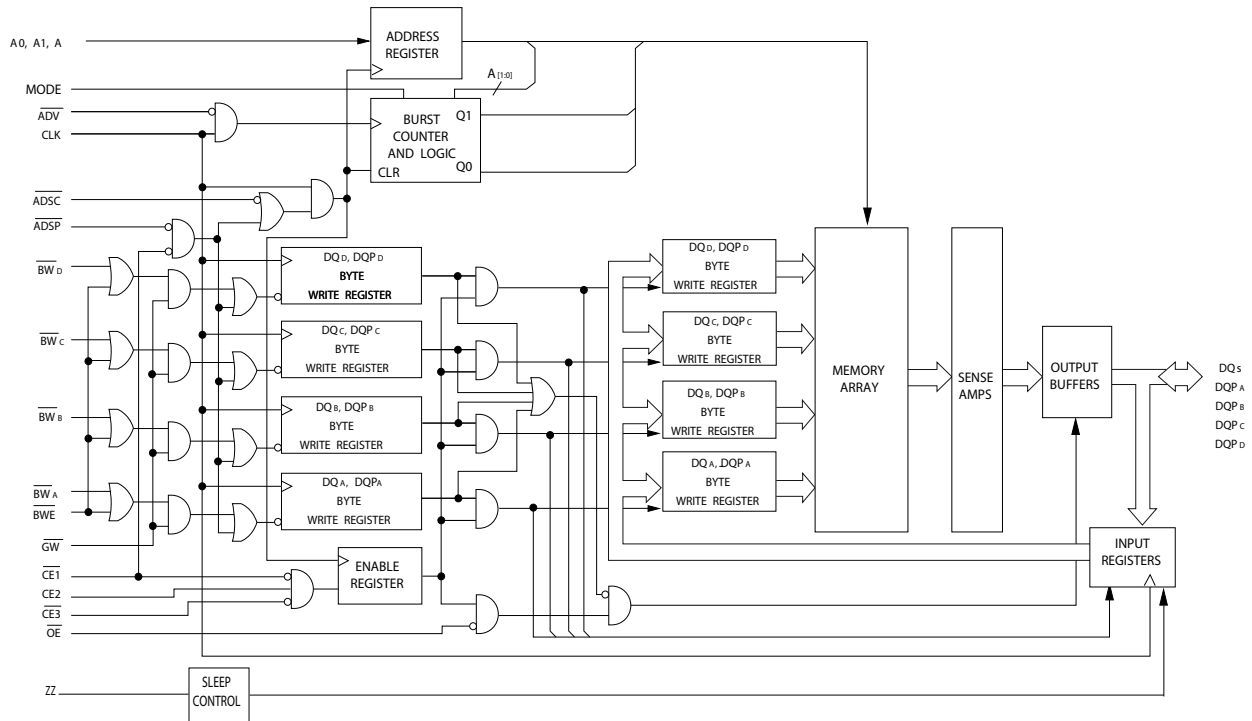 A0, A1, A
ADDRESS
REGISTER
MODE
A[1:0]
ADV
CLK
BURST
COUNTER
AND LOGIC
CLR
Q1
Q0
ADSC
ADSP
BWD
DQD, DQPD
BYTE
WRITE REGISTER
DQD, DQPD
BYTE
WRITE REGISTER
BWC
DQC, DQPC
BYTE
WRITE REGISTER
DQC, DQPC
BYTE
WRITE REGISTER
BWB
DQB, DQPB
BYTE
WRITE REGISTER
DQB, DQPB
BYTE
WRITE REGISTER
BWA
BWE
DQA, DQPA
BYTE
WRITE REGISTER
DQA, DQPA
BYTE
WRITE REGISTER
MEMORY
ARRAY
SENSE
AMPS
OUTPUT
BUFFERS
DQs
DQPA
DQPB
DQPC
DQPD
GW
CE1
CE2
CE3
OE
ENABLE
REGISTER
INPUT
REGISTERS
ZZ
SLEEP
CONTROL